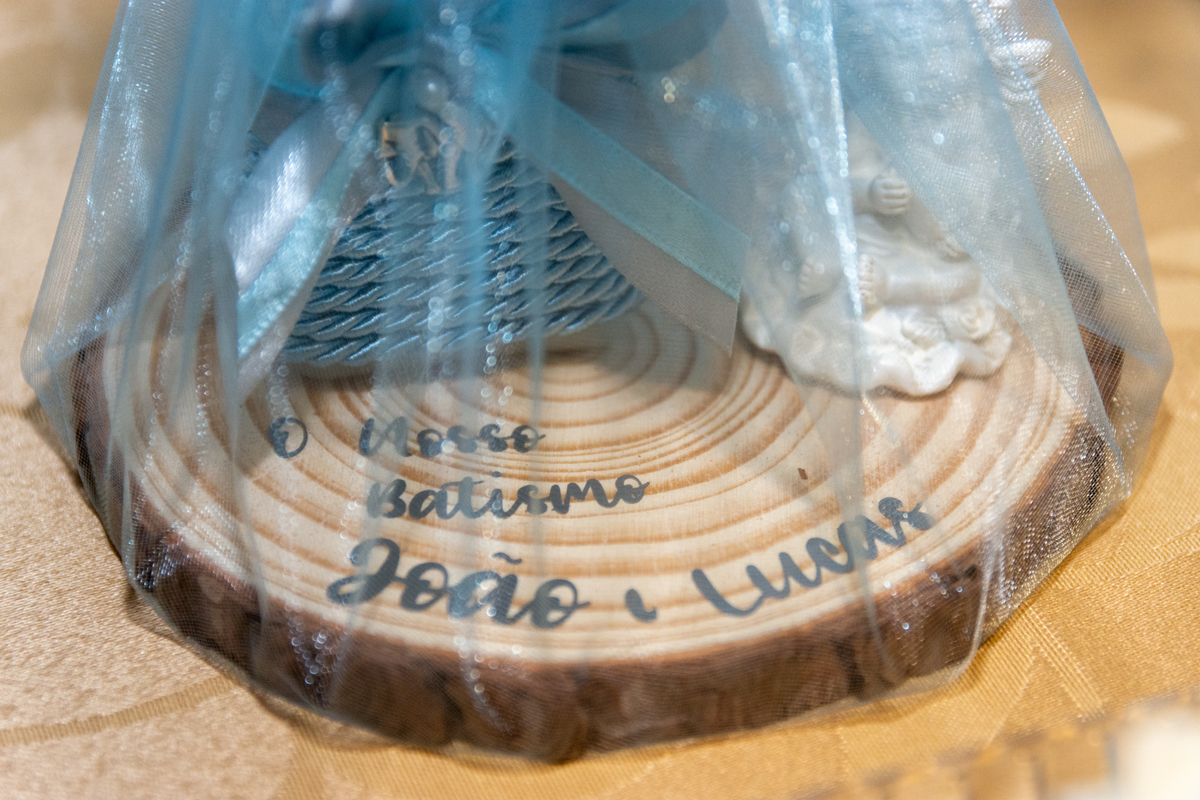 O Nosso
Batismo
João e Lucas